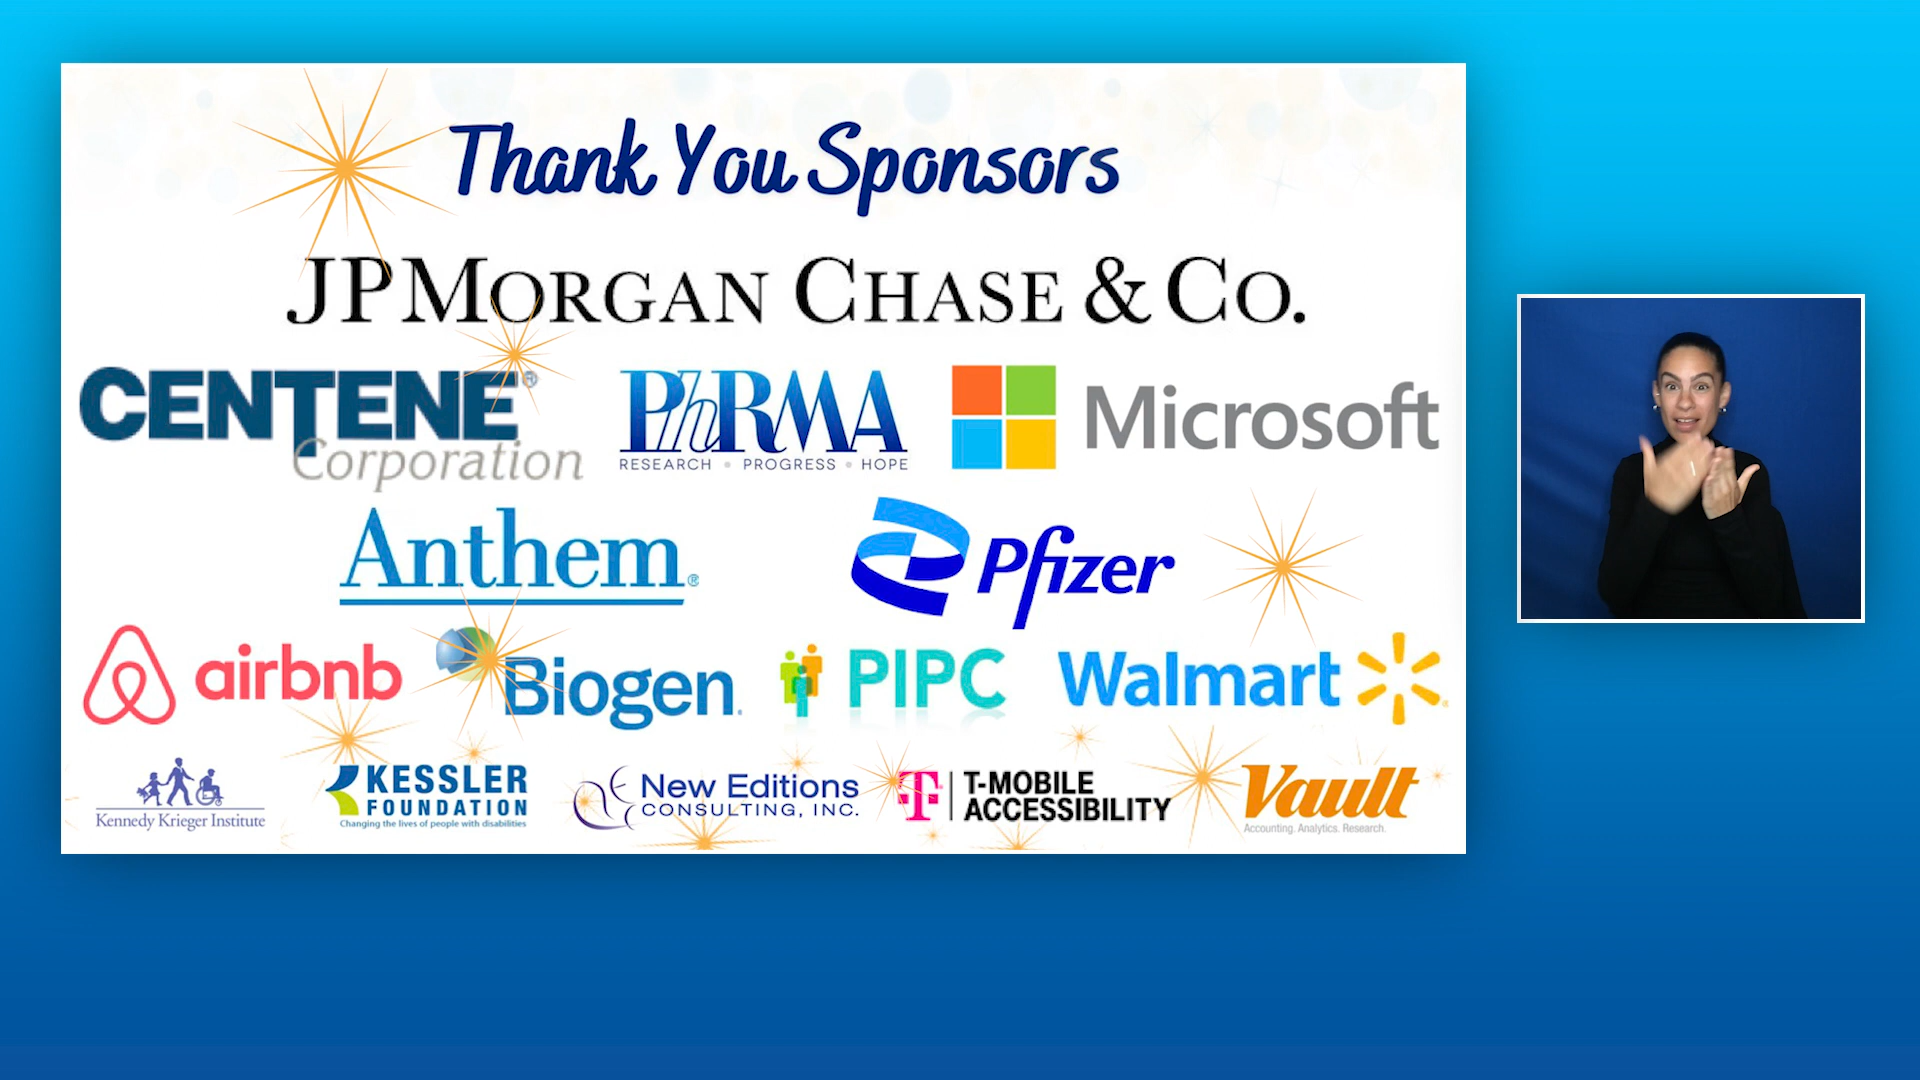 Thank You Sponsors
JPMORGAN CHASE & CO.
CENTENE®
Corporation
PhRMA
RESEARCH • PROGRESS • HOPE
Microsoft
Anthem®
Pfizer
airbnb
Biogen.
PIPC
Walmart
Kennedy Krieger Institute
KESSLER
FOUNDATION
Changing the lives of people with disabilities
New Editions
CONSULTING, INC.
T
T-MOBILE
ACCESSIBILITY
Vault
Accounting. Analytics. Research.